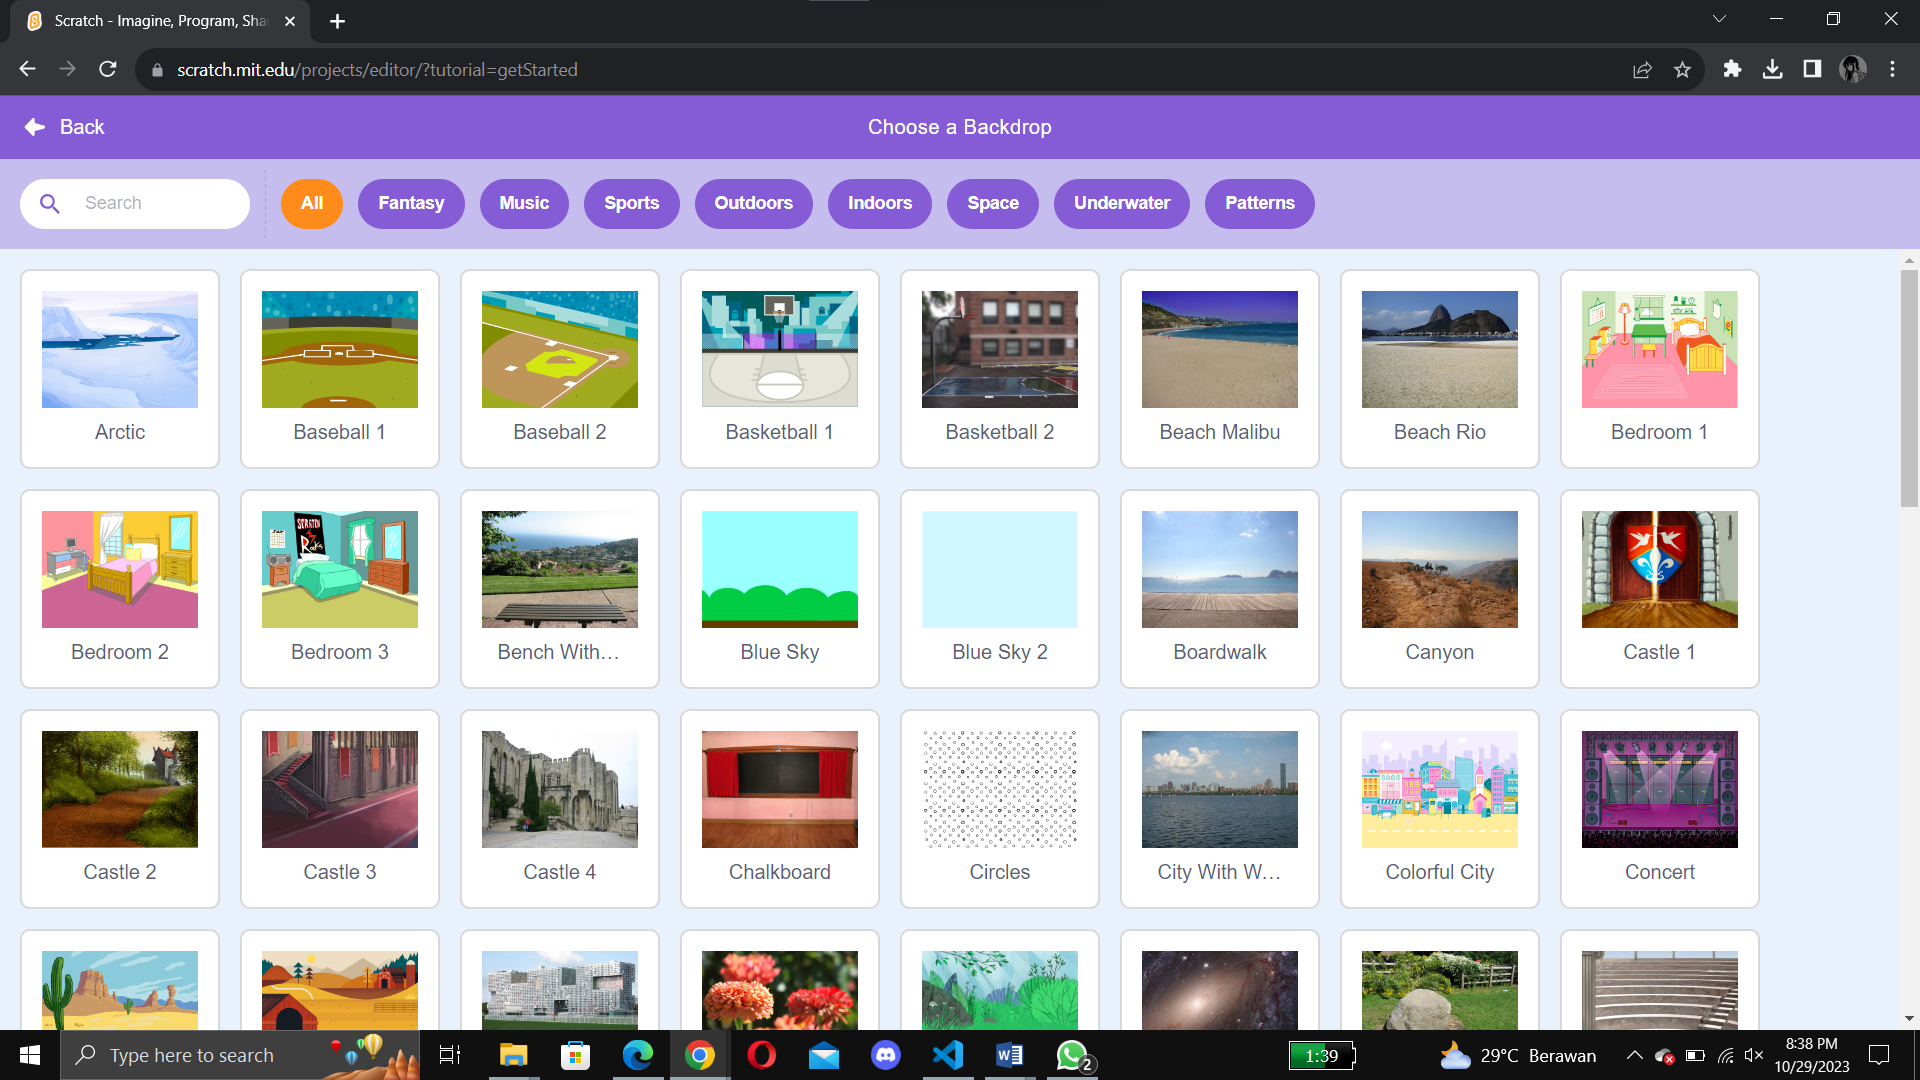 Scratch - Imagine, Program, Sha
scratch.mit.edu/projects/editor/?tutorial=getStarted
Back
Choose a Backdrop
Search
All
Fantasy
Music
Sports
Outdoors
Indoors
Space
Underwater
Patterns
Arctic
Baseball 1
Baseball 2
Basketball 1
Basketball 2
Beach Malibu
Beach Rio
Bedroom 1
SCRATCH
Rocks
Bedroom 2
Bedroom 3
Bench With...
Blue Sky
Blue Sky 2
Boardwalk
Canyon
Castle 1
Castle 2
Castle 3
Castle 4
Chalkboard
Circles
City With W...
Colorful City
Concert
Type here to search
2
1:39
29°C Berawan
8:38 PM
10/29/2023